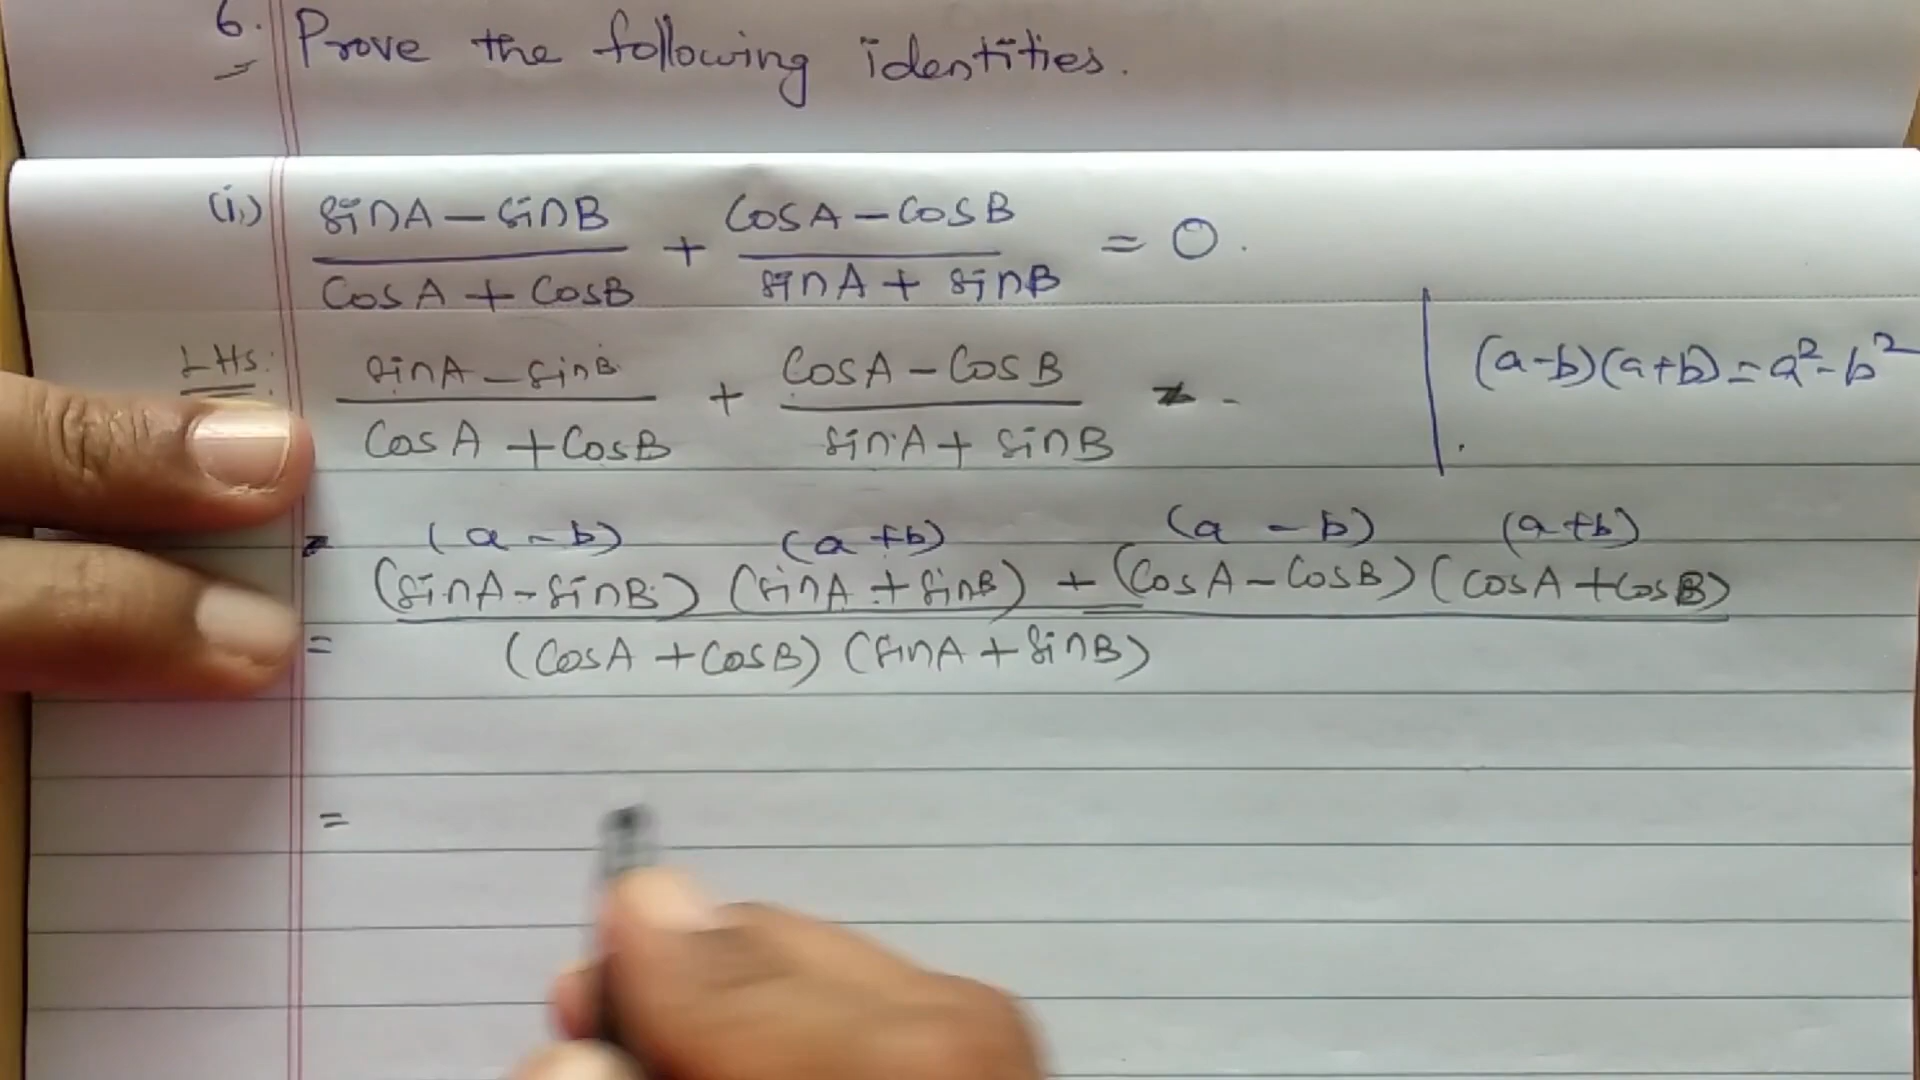 6. Prove the following identities.
(i) sinA - sinB / cosA + cosB + cosA - cosB / sinA + sinB = 0.
LHS: sinA - sinB / cosA + cosB + cosA - cosB / sinA + sinB
(a-b)(a+b) = a² - b²
(a - b) (a + b) (a - b) (a + b)
= (sinA - sinB) (sinA + sinB) + (cosA - cosB) (cosA + cosB) / (cosA + cosB) (sinA + sinB)
=